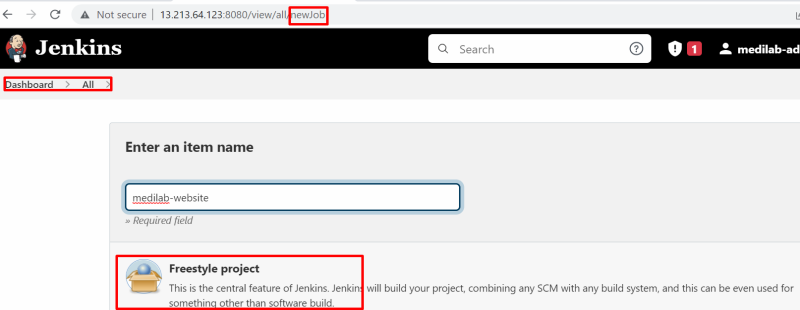 Not secure 13.213.64.123:8080/view/all/newJob
Jenkins Search 1 medilab-ad
Dashboard All
Enter an item name
medilab-website
» Required field
Freestyle project
This is the central feature of Jenkins. Jenkins will build your project, combining any SCM with any build system, and this can be even used for
something other than software build.